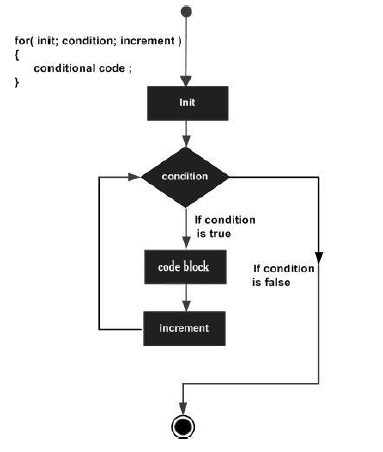 for( init; condition; increment )
{
conditional code ;
}
Init
condition
If condition
is true
code block
increment
If condition
is false